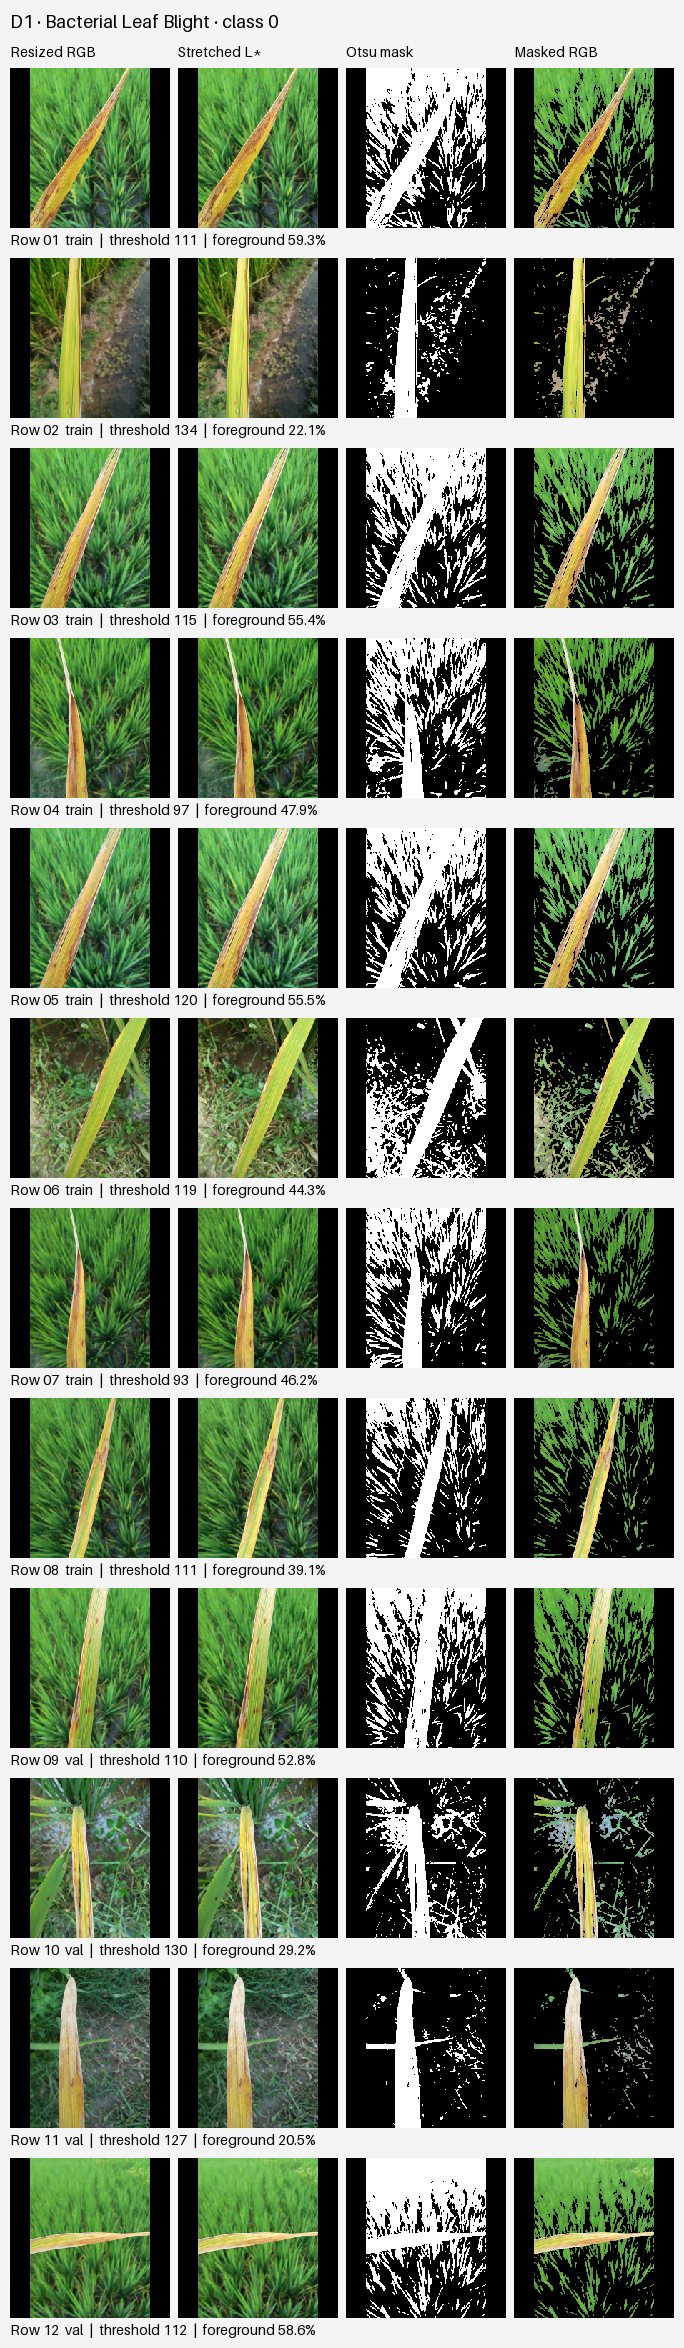 D1 · Bacterial Leaf Blight · class 0
Resized RGB Stretched L* Otsu mask Masked RGB
Row 01 train | threshold 111 | foreground 59.3%
Row 02 train | threshold 134 | foreground 22.1%
Row 03 train | threshold 115 | foreground 55.4%
Row 04 train | threshold 97 | foreground 47.9%
Row 05 train | threshold 120 | foreground 55.5%
Row 06 train | threshold 119 | foreground 44.3%
Row 07 train | threshold 93 | foreground 46.2%
Row 08 train | threshold 111 | foreground 39.1%
Row 09 val | threshold 110 | foreground 52.8%
Row 10 val | threshold 130 | foreground 29.2%
Row 11 val | threshold 127 | foreground 20.5%
Row 12 val | threshold 112 | foreground 58.6%